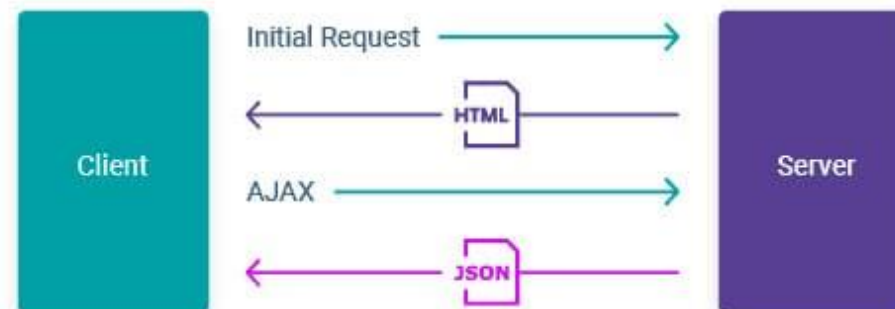 Initial Request
HTML
Client
Server
AJAX
JSON